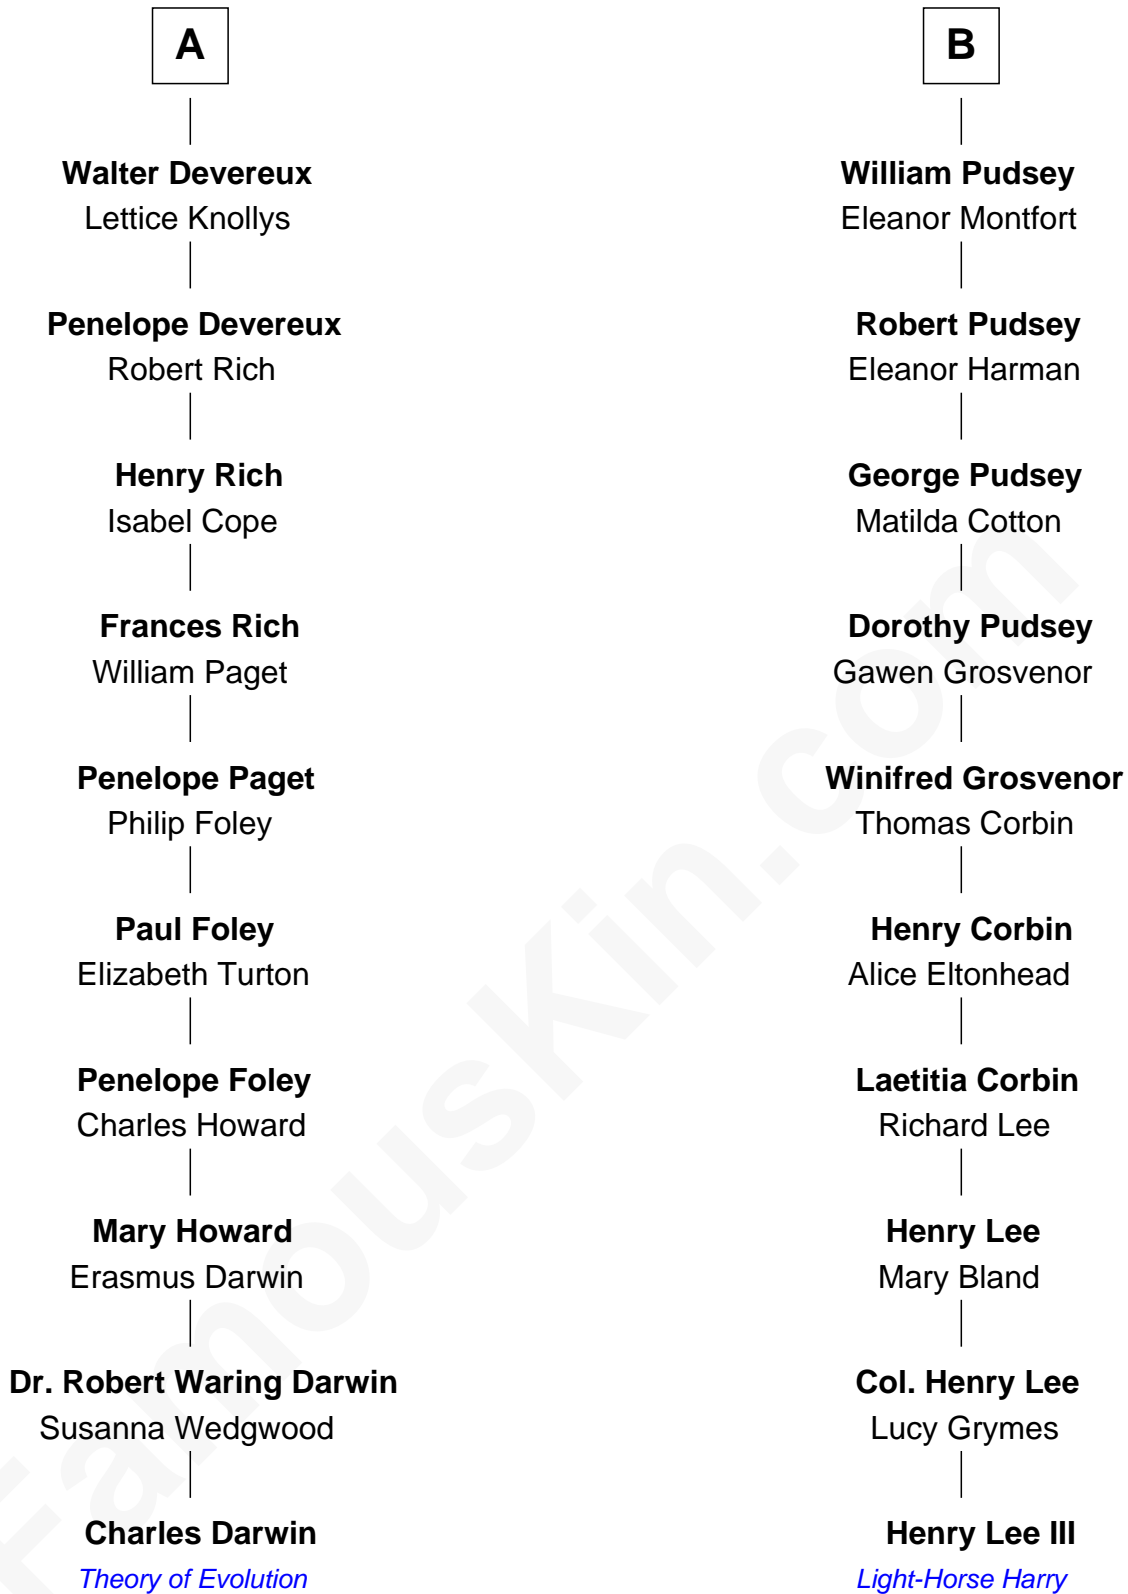 A
Walter Devereux
Lettice Knollys
Penelope Devereux
Robert Rich
Henry Rich
Isabel Cope
Frances Rich
William Paget
Penelope Paget
Philip Foley
Paul Foley
Elizabeth Turton
Penelope Foley
Charles Howard
Mary Howard
Erasmus Darwin
Dr. Robert Waring Darwin
Susanna Wedgwood
Charles Darwin
Theory of Evolution
B
William Pudsey
Eleanor Montfort
Robert Pudsey
Eleanor Harman
George Pudsey
Matilda Cotton
Dorothy Pudsey
Gawen Grosvenor
Winifred Grosvenor
Thomas Corbin
Henry Corbin
Alice Eltonhead
Laetitia Corbin
Richard Lee
Henry Lee
Mary Bland
Col. Henry Lee
Lucy Grymes
Henry Lee III
Light-Horse Harry
FamousKin.com